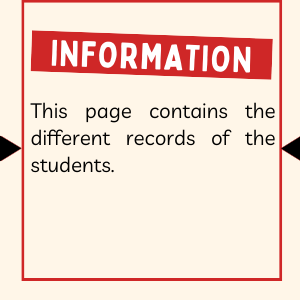 INFORMATION
This page contains the
different records of the
students.